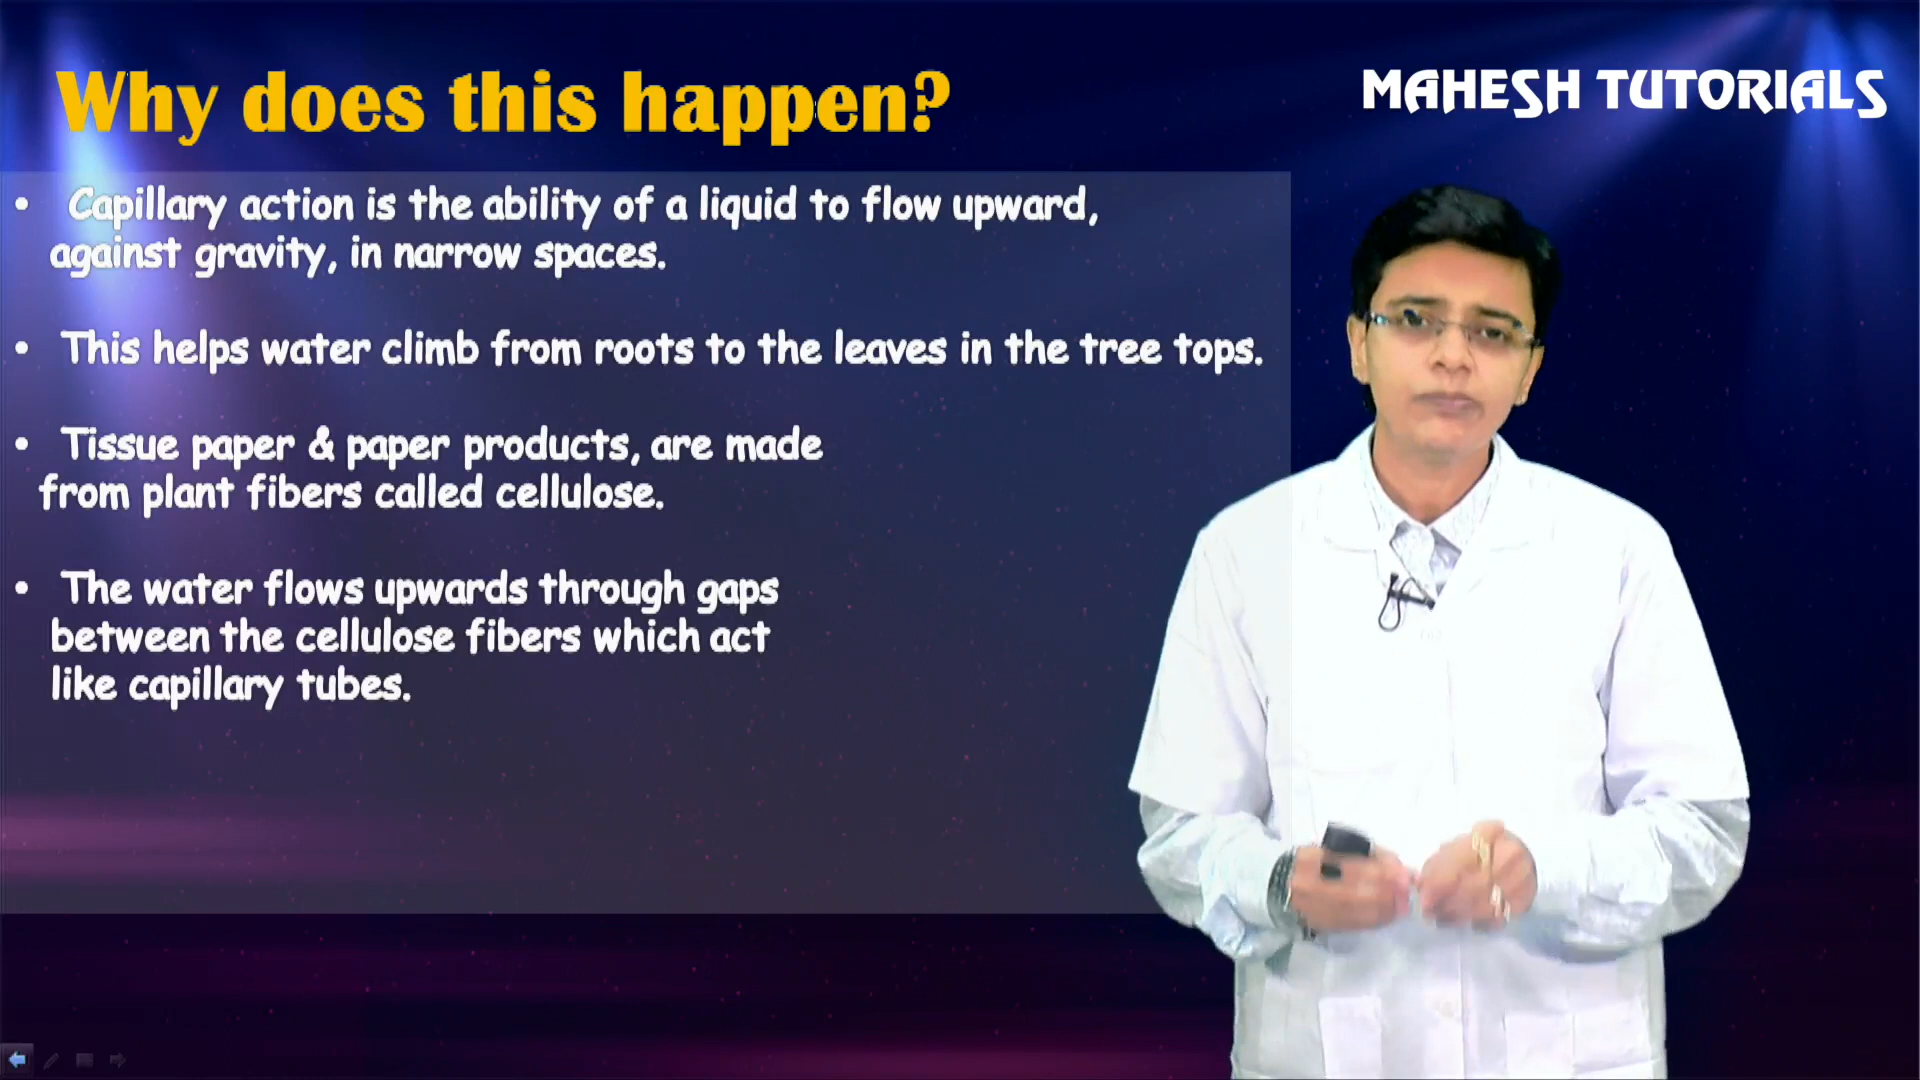 Why does this happen?
MAHESH TUTORIALS
• Capillary action is the ability of a liquid to flow upward,
against gravity, in narrow spaces.
• This helps water climb from roots to the leaves in the tree tops.
• Tissue paper & paper products, are made
from plant fibers called cellulose.
• The water flows upwards through gaps
between the cellulose fibers which act
like capillary tubes.